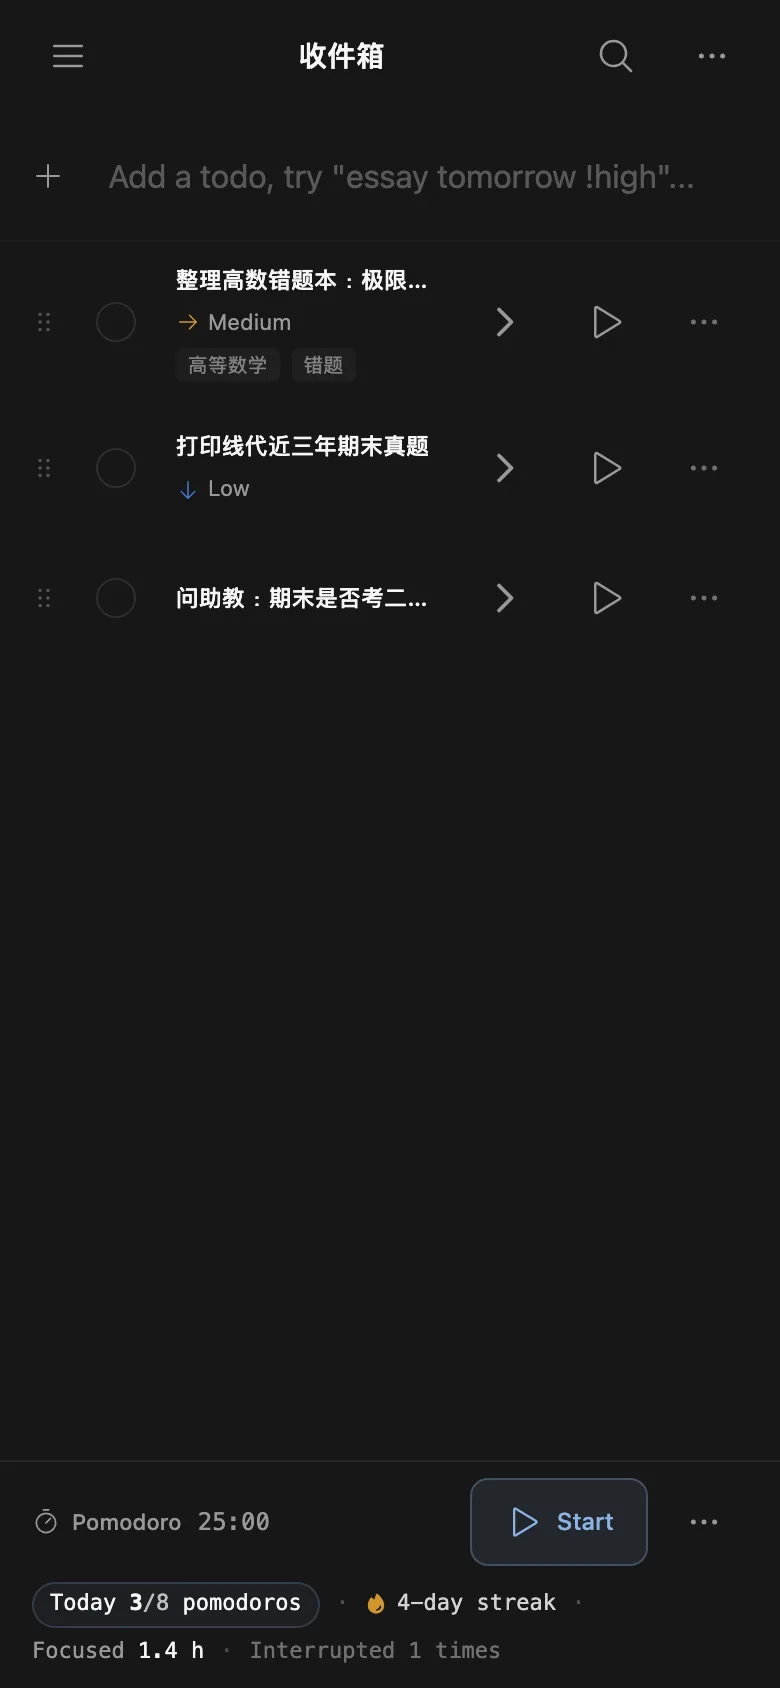 收件箱
Add a todo, try "essay tomorrow !high"...
整理高数错题本：极限...
Medium
高等数学 错题
打印线代近三年期末真题
Low
问助教：期末是否考二...
Pomodoro 25:00 Start
Today 3/8 pomodoros · 4-day streak ·
Focused 1.4 h · Interrupted 1 times